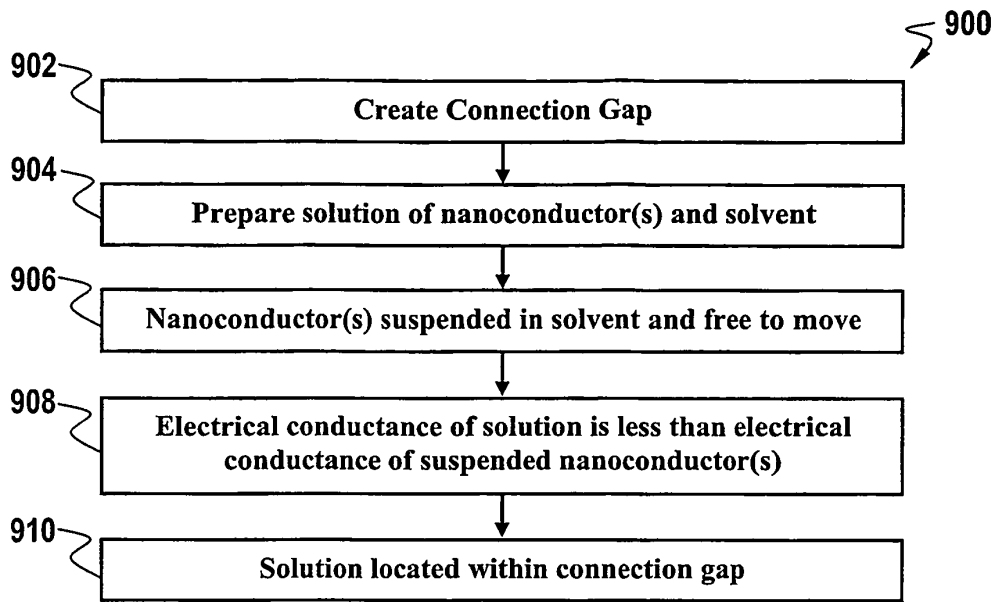 900
902
Create Connection Gap
904
Prepare solution of nanoconductor(s) and solvent
906
Nanoconductor(s) suspended in solvent and free to move
908
Electrical conductance of solution is less than electrical
conductance of suspended nanoconductor(s)
910
Solution located within connection gap